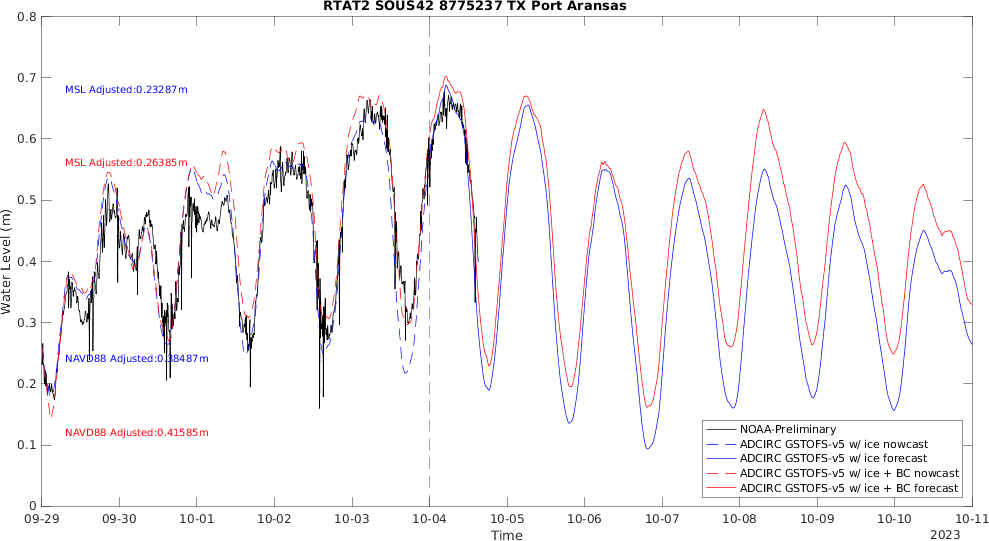 RTAT2 SOUS42 8775237 TX Port Aransas
0.8
0.7
0.6
0.5
0.4
0.3
0.2
0.1
0
Water Level (m)
MSL Adjusted:0.23287m
MSL Adjusted:0.26385m
NAVD88 Adjusted:0.38487m
NAVD88 Adjusted:0.41585m
NOAA-Preliminary
ADCIRC GSTOFS-v5 w/ ice nowcast
ADCIRC GSTOFS-v5 w/ ice forecast
ADCIRC GSTOFS-v5 w/ ice + BC nowcast
ADCIRC GSTOFS-v5 w/ ice + BC forecast
09-29 09-30 10-01 10-02 10-03 10-04 10-05 10-06 10-07 10-08 10-09 10-10 10-11
Time
2023